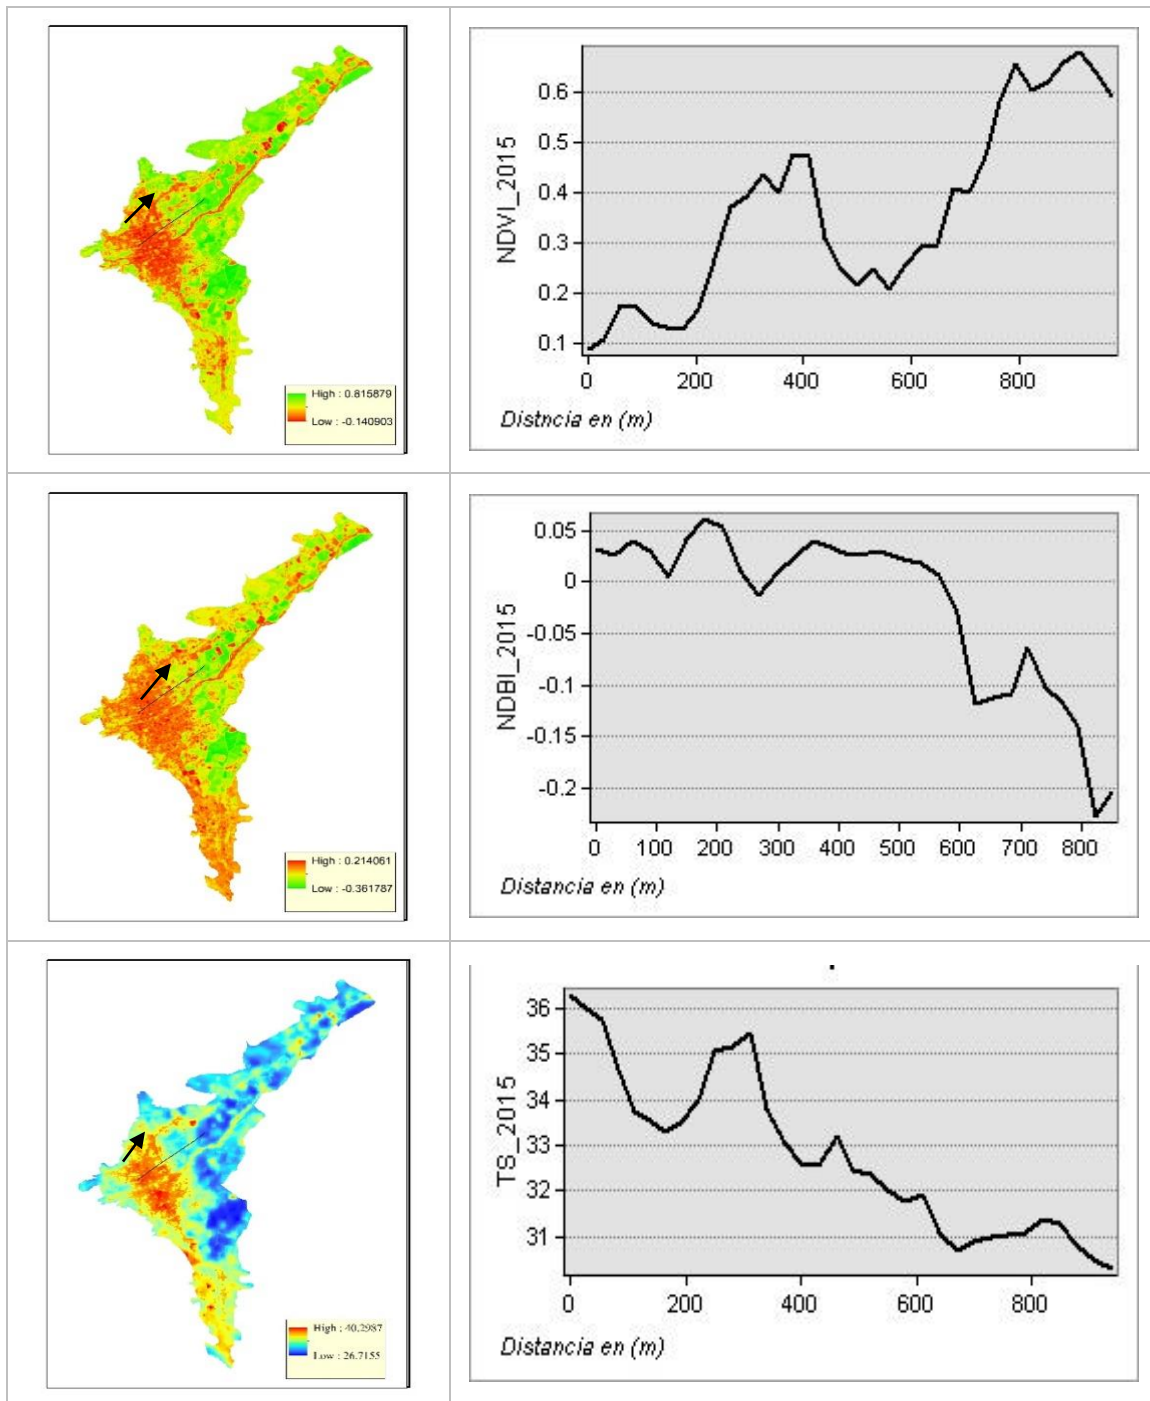 High : 0.815879
Low : -0.140903
NDVI_2015
0.6
0.5
0.4
0.3
0.2
0.1
0 200 400 600 800
Distncia en (m)
High : 0.214061
Low : -0.361787
NDBI_2015
0.05
0
-0.05
-0.1
-0.15
-0.2
0 100 200 300 400 500 600 700 800
Distancia en (m)
High : 40.2987
Low : 26.7155
TS_2015
36
35
34
33
32
31
0 200 400 600 800
Distancia en (m)